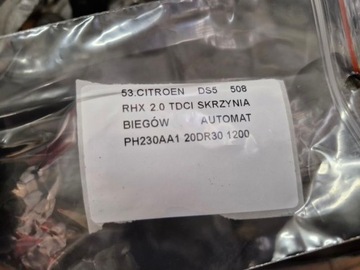 53.CITROEN DS5 508
RHX 2.0 TDCI SKRZYNIA
BIEGÓW AUTOMAT
PH230AA1 20DR30 1200